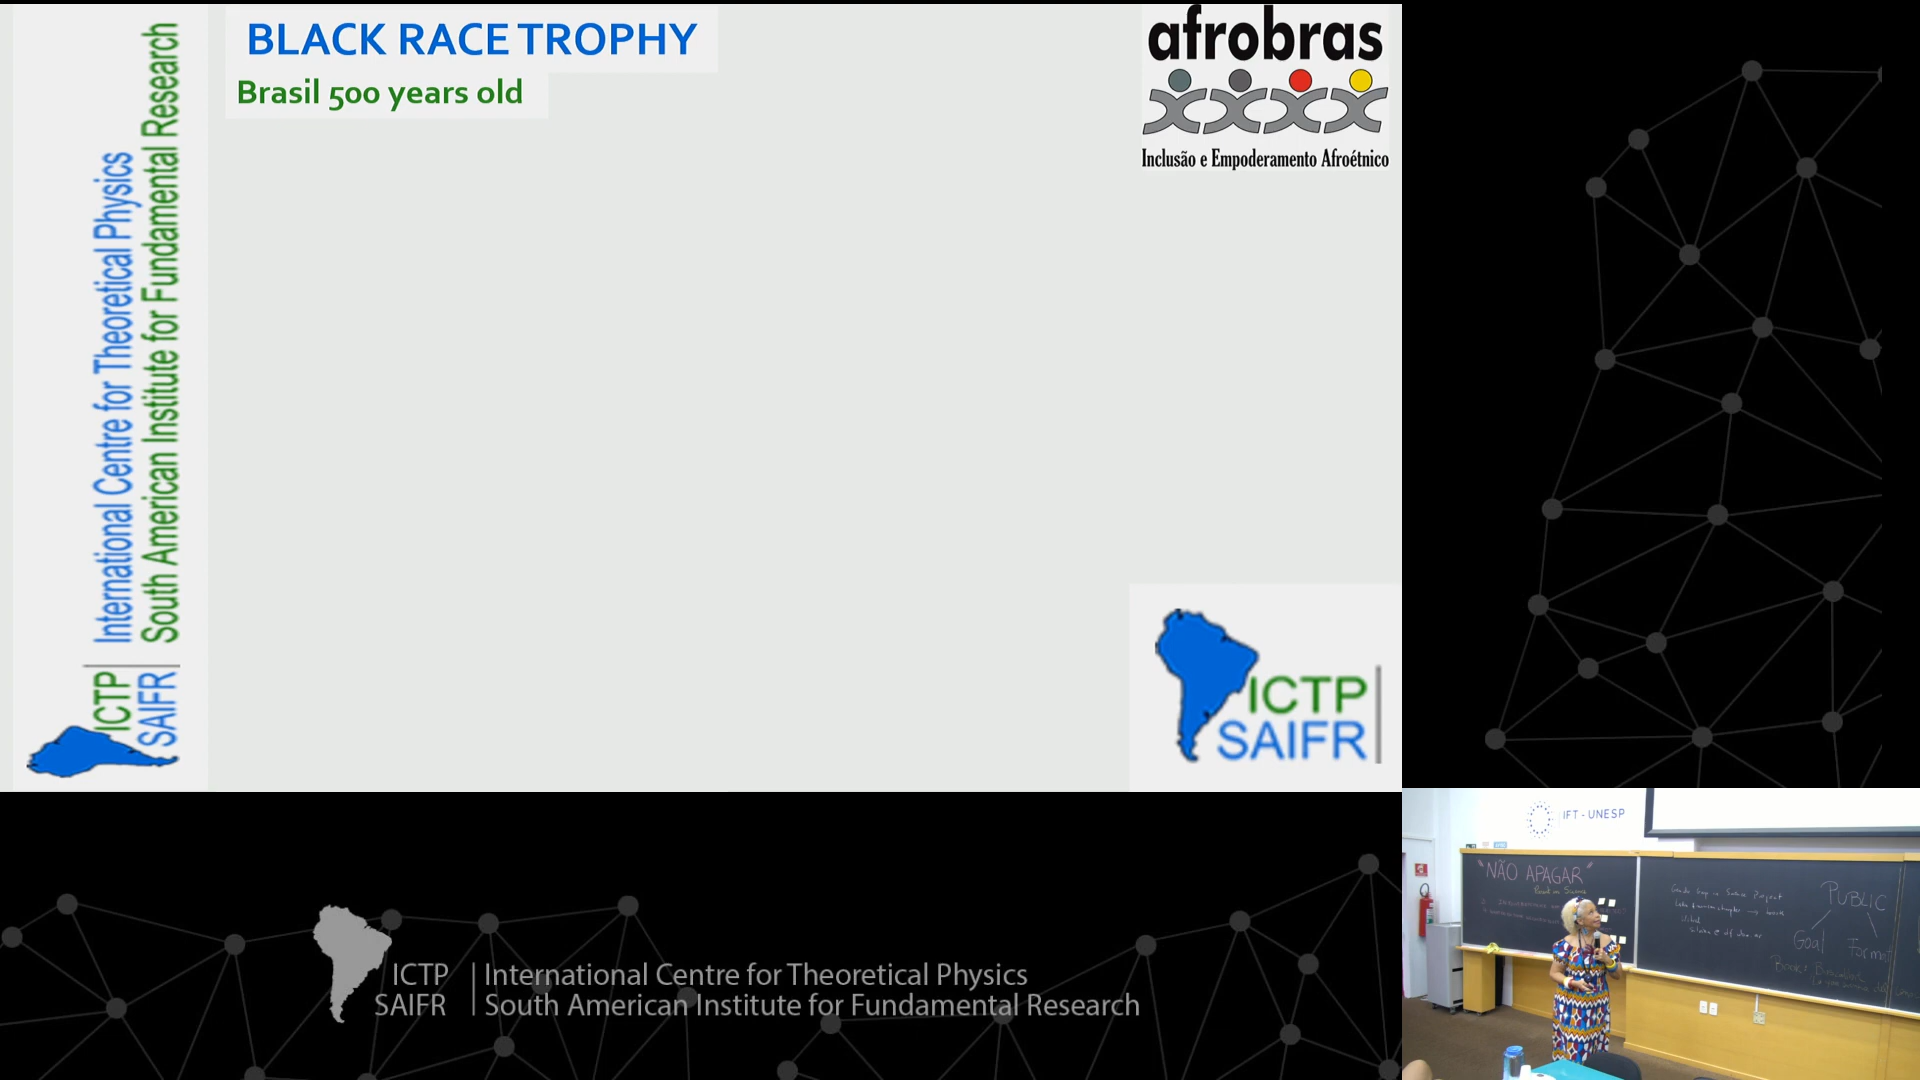 BLACK RACE TROPHY
Brasil 500 years old
afrobras
Inclusão e Empoderamento Afroétnico
International Centre for Theoretical Physics
South American Institute for Fundamental Research
ICTP
SAIFR
ICTP
SAIFR
ICTP
SAIFR
International Centre for Theoretical Physics
South American Institute for Fundamental Research
IFT - UNESP
"NÃO APAGAR"
PUBLIC
Goal
Format